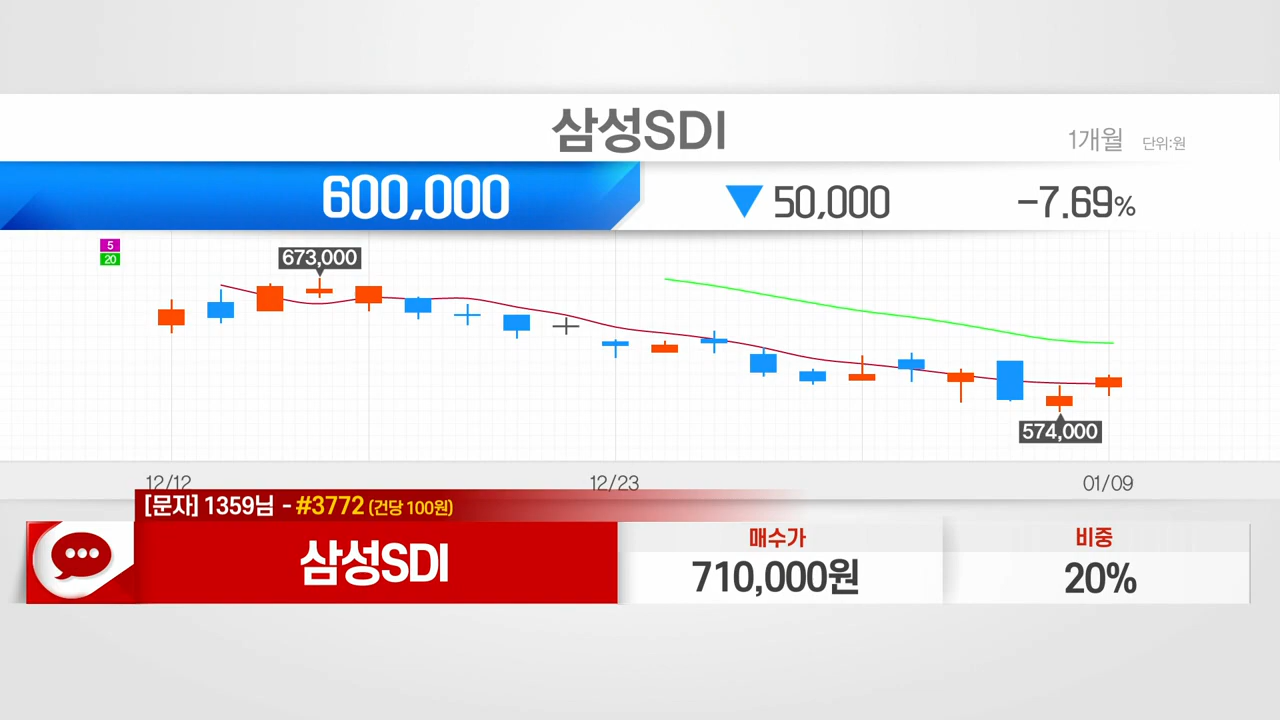 삼성SDI
1개월 단위:원
600,000 ▼50,000 -7.69%
5
20
673,000
574,000
12/12 12/23 01/09
[문자] 1359님 - #3772 (건당 100원)
삼성SDI
매수가
710,000원
비중
20%